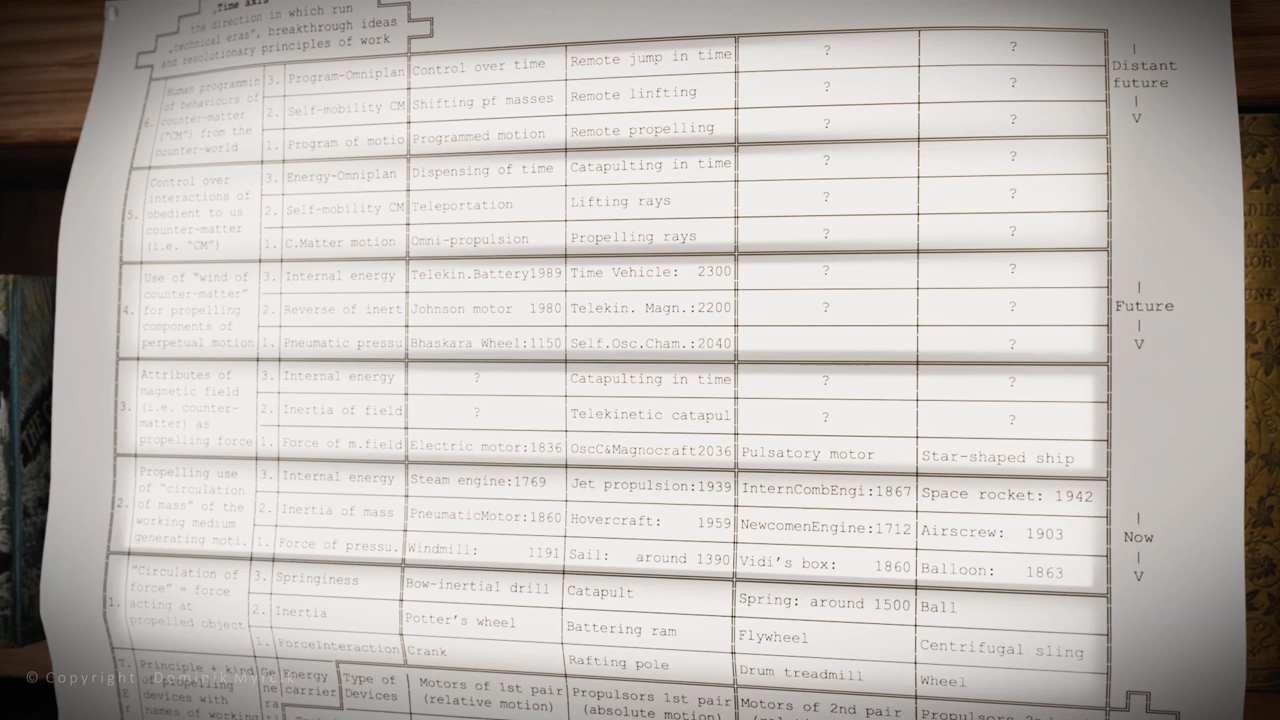 „Time axis"
the direction in which run
„technical eras", breakthrough ideas
and revolutionary principles of work
6. Human programmin of behaviours of counter-matter ("CM") from the counter-world
3. Program-Omniplan Control over time Remote jump in time ? ?
2. Self-mobility CM Shifting pf masses Remote linfting ? ?
1. Program of motio Programmed motion Remote propelling ? ?
5. Control over interactions of obedient to us counter-matter (i.e. "CM")
3. Energy-Omniplan Dispensing of time Catapulting in time ? ?
2. Self-mobility CM Teleportation Lifting rays ? ?
1. C.Matter motion Omni-propulsion Propelling rays ? ?
4. Use of "wind of counter-matter" for propelling components of perpetual motion
3. Internal energy Telekin.Battery1989 Time Vehicle: 2300 ? ?
2. Reverse of inert Johnson motor 1980 Telekin. Magn.:2200 ? ?
1. Pneumatic pressu Bhaskara Wheel:1150 Self.Osc.Cham.:2040 ?
3. Attributes of magnetic field (i.e. counter-matter) as propelling force
3. Internal energy ? Catapulting in time ? ?
2. Inertia of field ? Telekinetic catapul ? ?
1. Force of m.field Electric motor:1836 OscC&Magnocraft2036 Pulsatory motor Star-shaped ship
2. Propelling use of "circulation of mass" of the working medium generating moti.
3. Internal energy Steam engine:1769 Jet propulsion:1939 InternCombEngi:1867 Space rocket: 1942
2. Inertia of mass PneumaticMotor:1860 Hovercraft: 1959 NewcomenEngine:1712 Airscrew: 1903
1. Force of pressu. Windmill: 1191 Sail: around 1390 Vidi's box: 1860 Balloon: 1863
1. "Circulation of force" = force acting at propelled object
3. Springiness Bow-inertial drill Catapult Spring: around 1500 Ball
2. Inertia Potter's wheel Battering ram Flywheel Centrifugal sling
1. ForceInteraction Crank Rafting pole Drum treadmill Wheel
Distant
future
|
V
|
Future
|
V
|
Now
|
V
T. Principle + kind of propelling devices with names of working
E
r
Ge
ne
ra
Energy
carrier
Type of
Devices
Motors of 1st pair
(relative motion)
Propulsors 1st pair
(absolute motion)
Motors of 2nd pair
© Copyright Dominik Myrcik